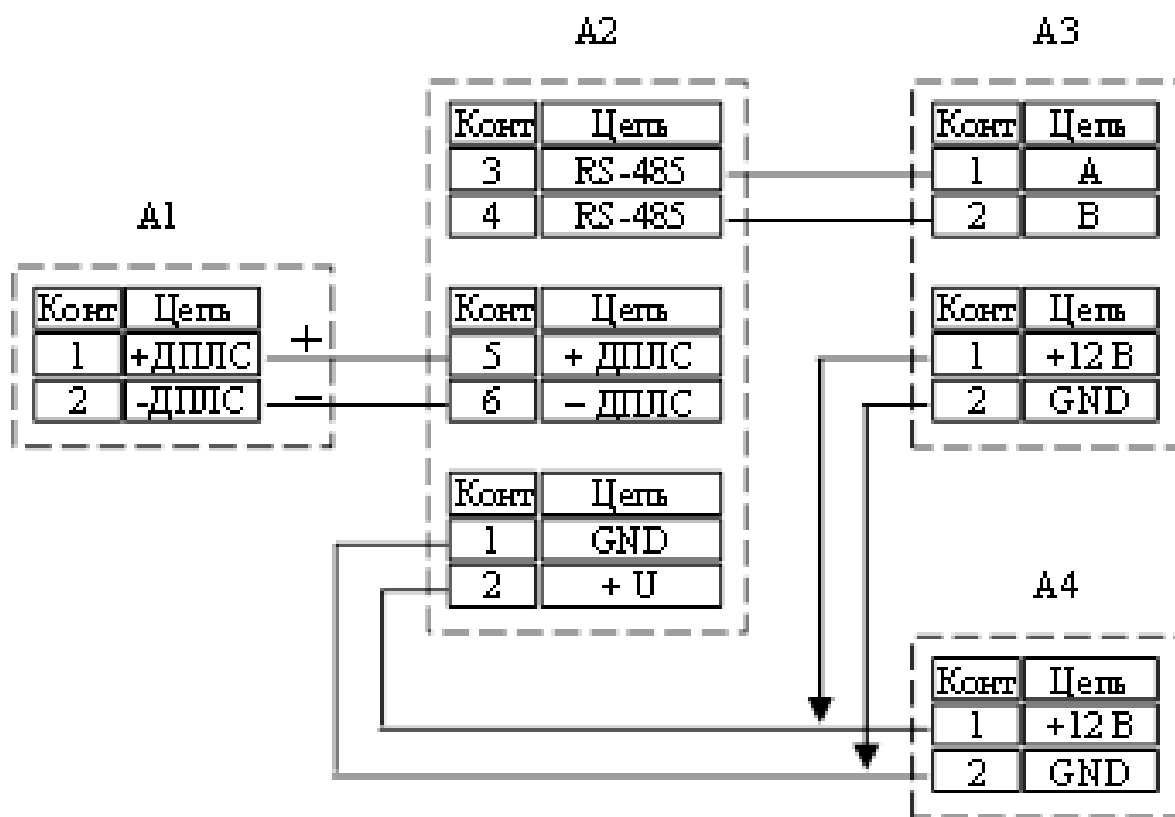 A2
Конт Цепь
3 RS-485
4 RS-485
Конт Цепь
5 + ДПЛС
6 – ДПЛС
Конт Цепь
1 GND
2 + U
A1
Конт Цепь
1 +ДПЛС +
2 -ДПЛС –
A3
Конт Цепь
1 A
2 B
Конт Цепь
1 +12 В
2 GND
A4
Конт Цепь
1 +12 В
2 GND